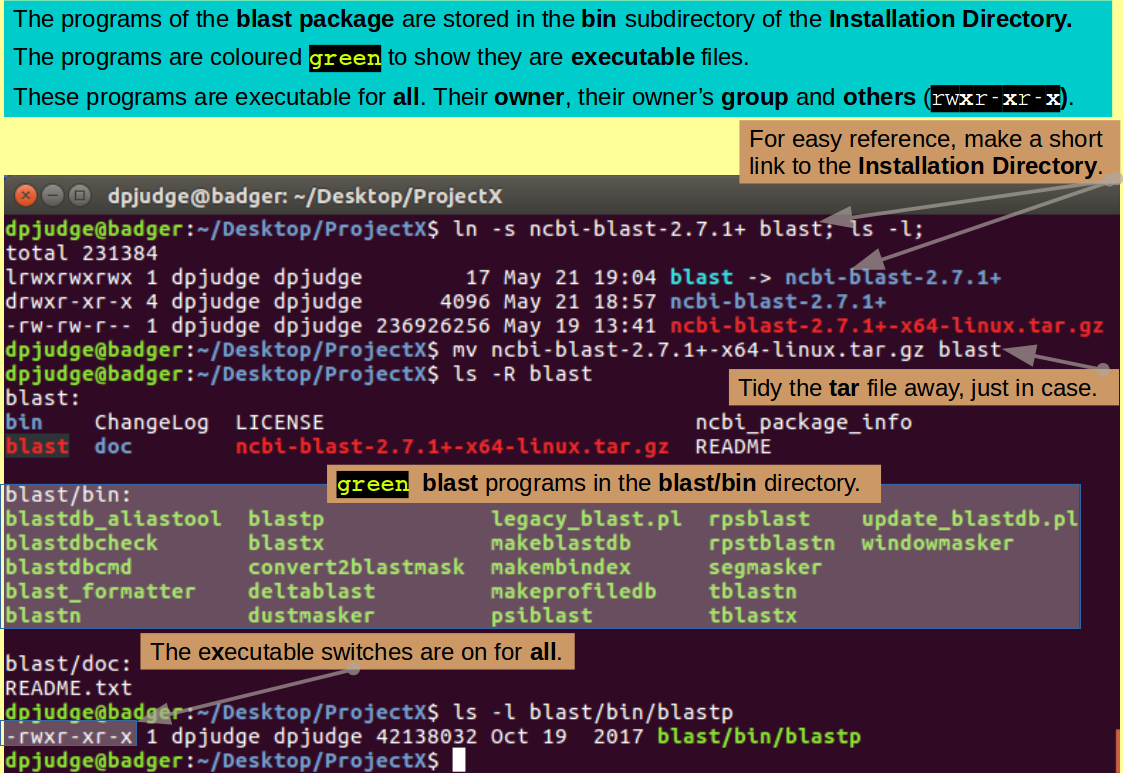 The programs of the blast package are stored in the bin subdirectory of the Installation Directory.
The programs are coloured green to show they are executable files.
These programs are executable for all. Their owner, their owner's group and others (rwxr-xr-x).
For easy reference, make a short
link to the Installation Directory.
dpjudge@badger: ~/Desktop/ProjectX
dpjudge@badger:~/Desktop/ProjectX$ ln -s ncbi-blast-2.7.1+ blast; ls -l;
total 231384
lrwxrwxrwx 1 dpjudge dpjudge        17 May 21 19:04 blast -> ncbi-blast-2.7.1+
drwxr-xr-x 4 dpjudge dpjudge      4096 May 21 18:57 ncbi-blast-2.7.1+
-rw-rw-r-- 1 dpjudge dpjudge 236926256 May 19 13:41 ncbi-blast-2.7.1+-x64-linux.tar.gz
dpjudge@badger:~/Desktop/ProjectX$ mv ncbi-blast-2.7.1+-x64-linux.tar.gz blast
dpjudge@badger:~/Desktop/ProjectX$ ls -R blast
Tidy the tar file away, just in case.
blast:
bin    ChangeLog  LICENSE                             ncbi_package_info
blast  doc        ncbi-blast-2.7.1+-x64-linux.tar.gz  README
green blast programs in the blast/bin directory.
blast/bin:
blastdb_aliastool  blastp             legacy_blast.pl  rpsblast    update_blastdb.pl
blastdbcheck       blastx             makeblastdb      rpstblastn  windowmasker
blastdbcmd         convert2blastmask  makembindex      segmasker
blast_formatter    deltablast         makeprofiledb    tblastn
blastn             dustmasker         psiblast         tblastx
The executable switches are on for all.
blast/doc:
README.txt
dpjudge@badger:~/Desktop/ProjectX$ ls -l blast/bin/blastp
-rwxr-xr-x 1 dpjudge dpjudge 42138032 Oct 19  2017 blast/bin/blastp
dpjudge@badger:~/Desktop/ProjectX$